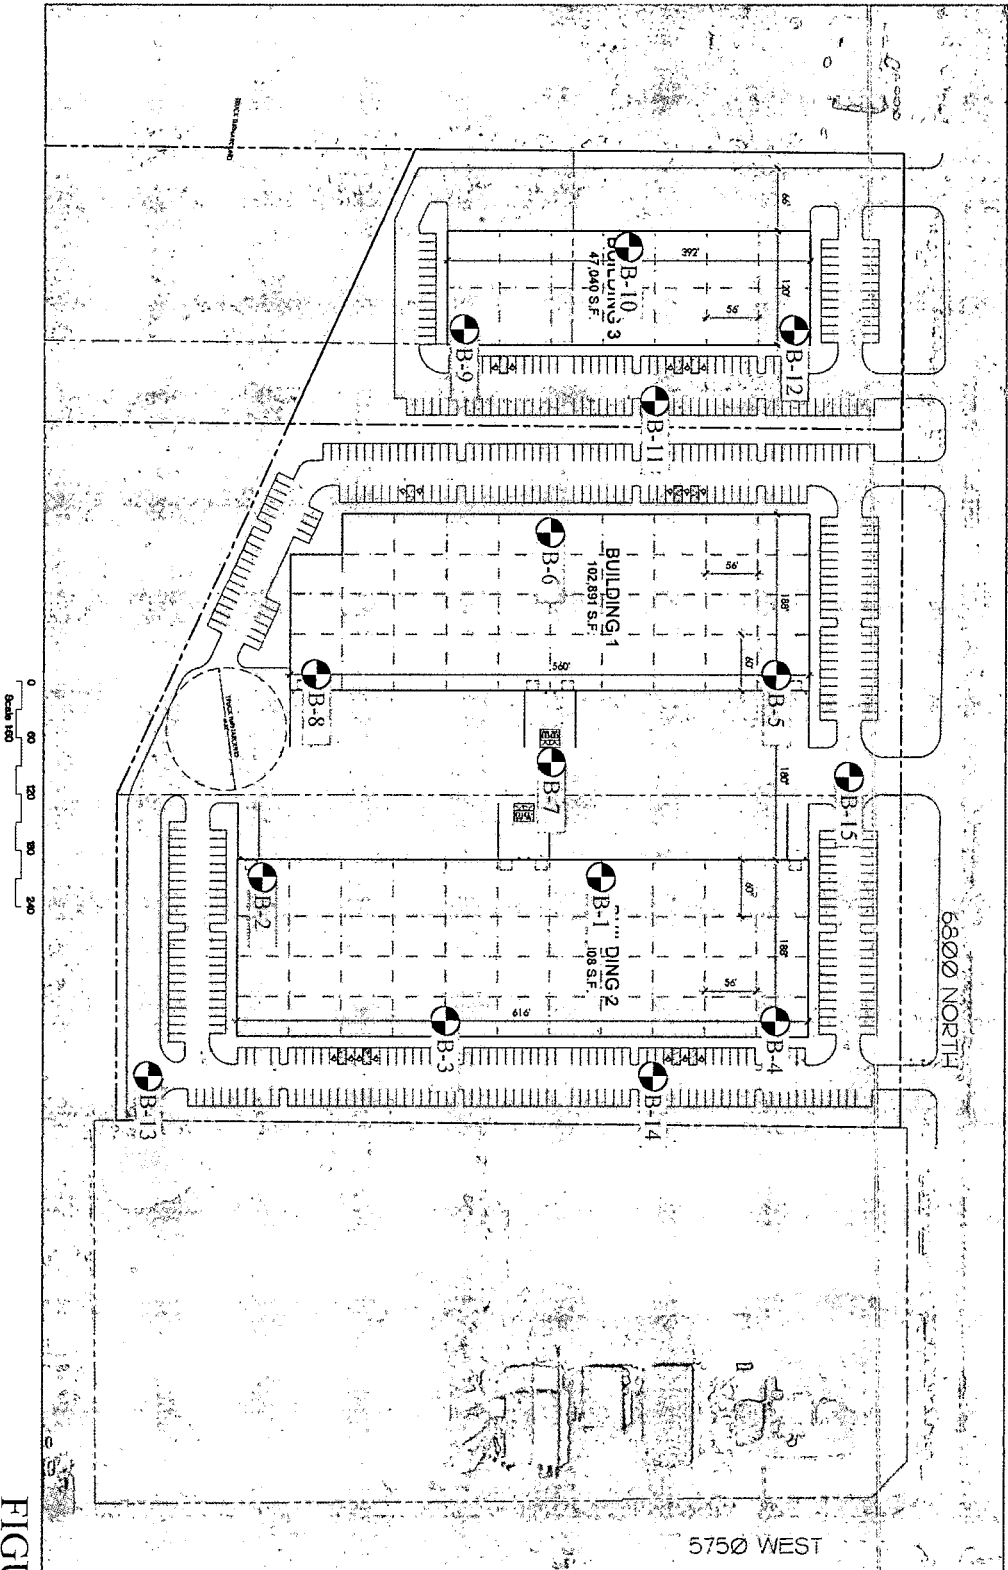 6800 NORTH
5750 WEST
66'
120'
392'
56'
B-10
BUILDING 3
47,040 S.F.
B-12
B-9
B-11
B-6
BUILDING 1
102,891 S.F.
56'
188'
60'
560'
B-5
B-8
B-7
180'
B-15
B-1
DING 2
108 S.F.
B-2
60'
188'
56'
616'
B-3
B-4
B-13
B-14
0 60 120 180 240
Scale 1:60
FIGU